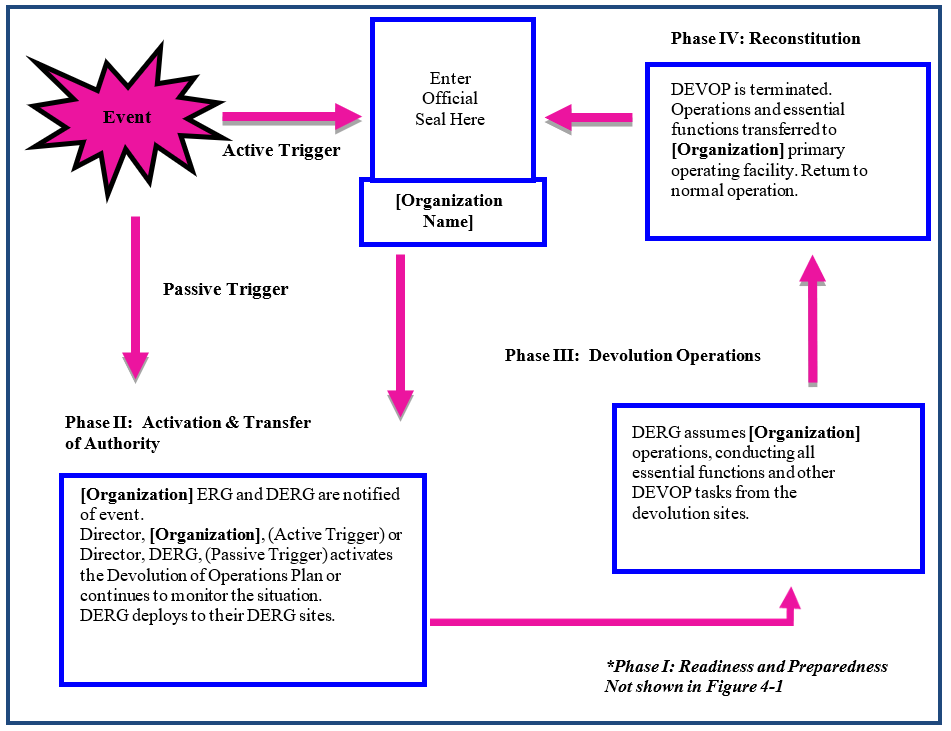 Event
Active Trigger
Enter
Official
Seal Here
[Organization
Name]
Phase IV: Reconstitution
DEVOP is terminated.
Operations and essential
functions transferred to
[Organization] primary
operating facility. Return to
normal operation.
Passive Trigger
Phase III:  Devolution Operations
Phase II:  Activation & Transfer
of Authority
[Organization] ERG and DERG are notified
of event.
Director, [Organization], (Active Trigger) or
Director, DERG, (Passive Trigger) activates
the Devolution of Operations Plan or
continues to monitor the situation.
DERG deploys to their DERG sites.
DERG assumes [Organization]
operations, conducting all
essential functions and other
DEVOP tasks from the
devolution sites.
*Phase I: Readiness and Preparedness
Not shown in Figure 4-1